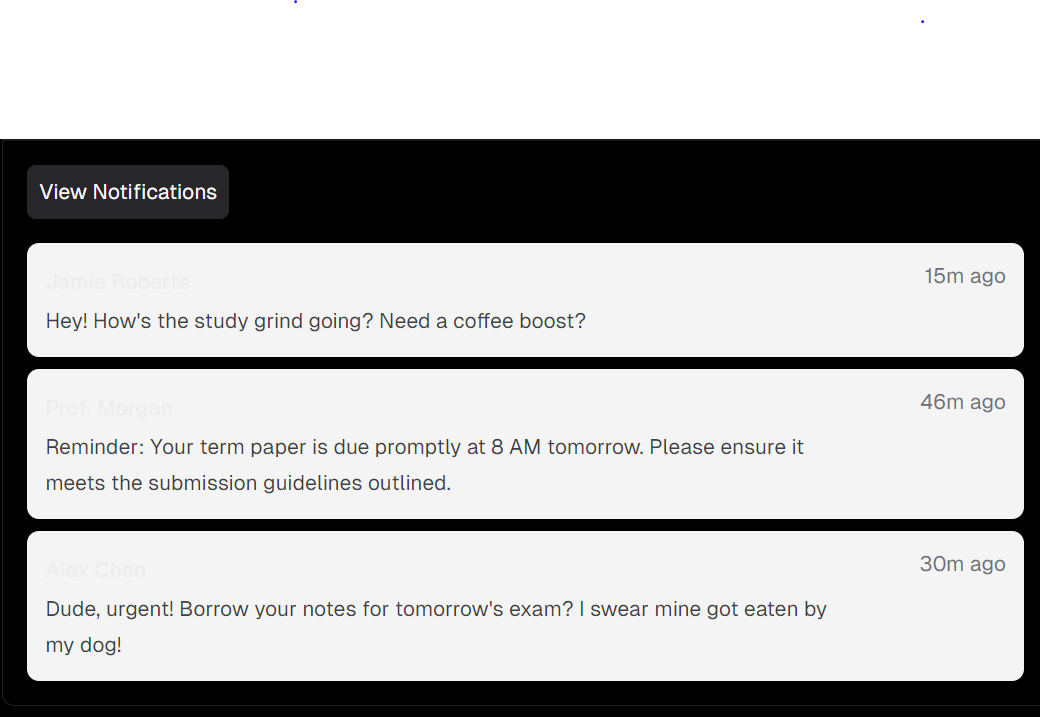 View Notifications
Jamie Roberts
15m ago
Hey! How's the study grind going? Need a coffee boost?
Prof. Morgan
46m ago
Reminder: Your term paper is due promptly at 8 AM tomorrow. Please ensure it
meets the submission guidelines outlined.
Alex Chen
30m ago
Dude, urgent! Borrow your notes for tomorrow's exam? I swear mine got eaten by
my dog!